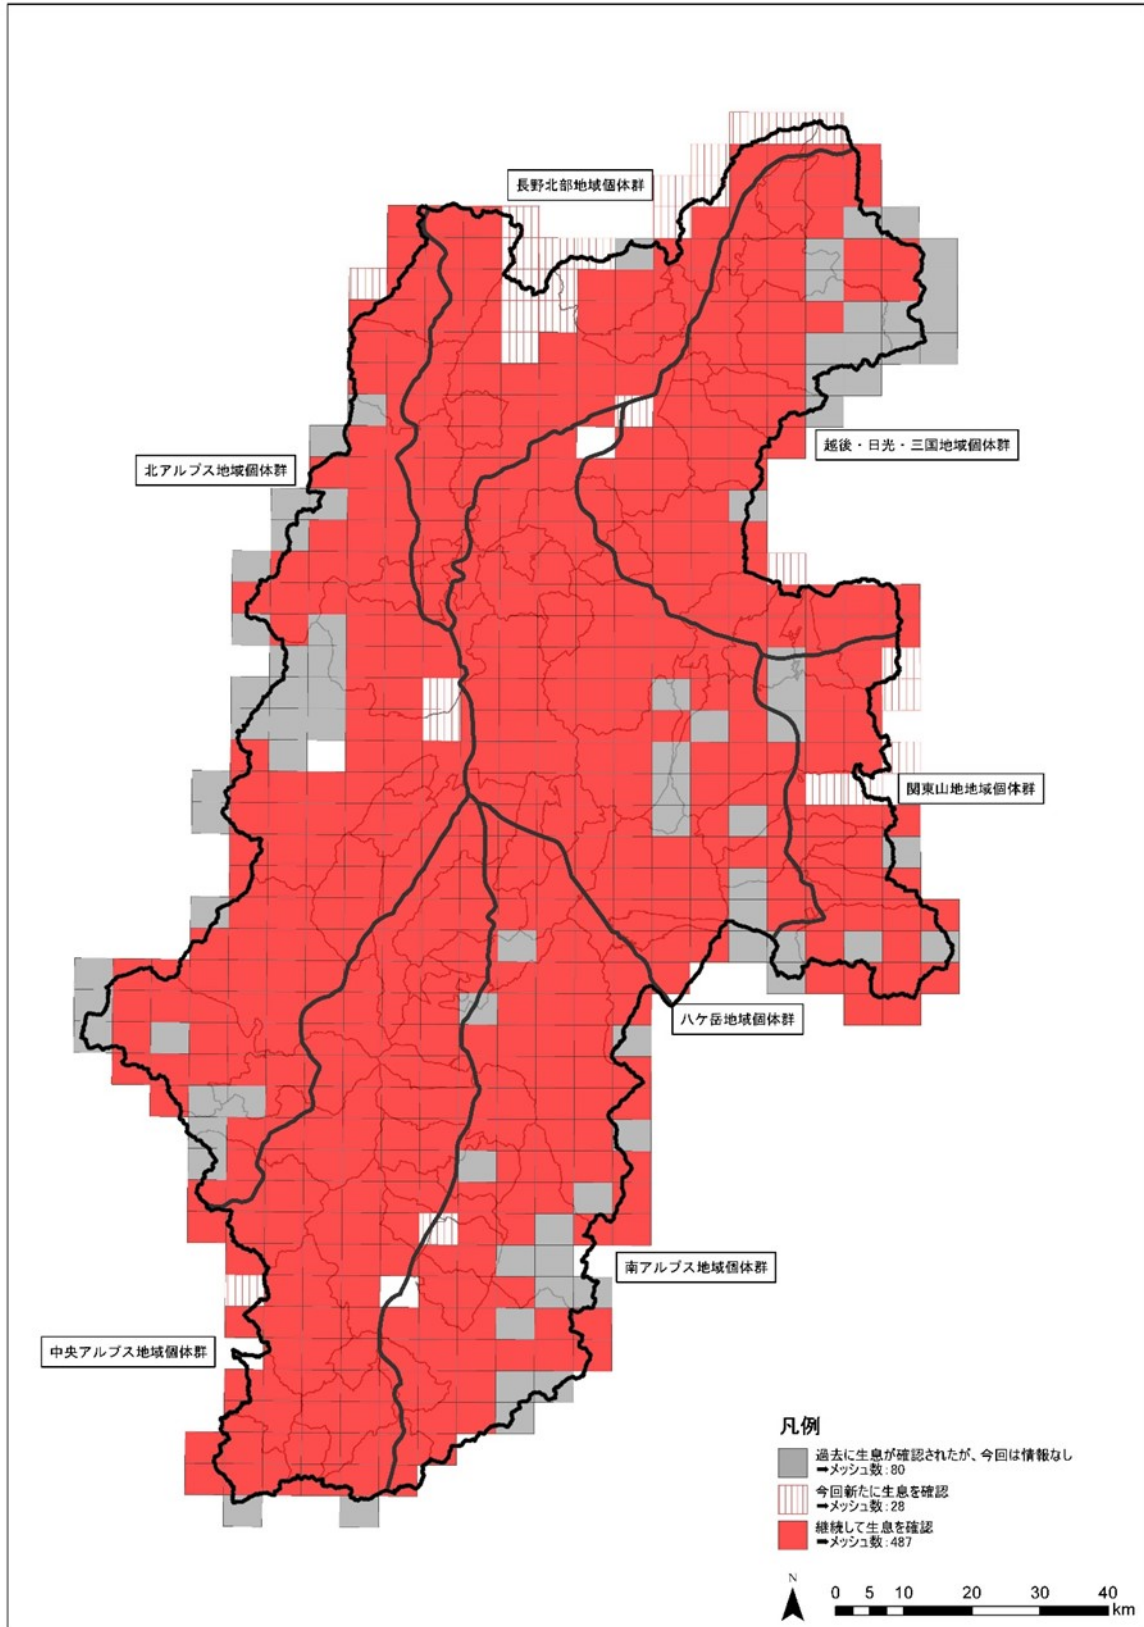 長野北部地域個体群
越後・日光・三国地域個体群
北アルプス地域個体群
関東山地地域個体群
八ケ岳地域個体群
南アルプス地域個体群
中央アルプス地域個体群
凡例
過去に生息が確認されたが、今回は情報なし
➡メッシュ数：80
今回新たに生息を確認
➡メッシュ数：28
継続して生息を確認
➡メッシュ数：487
N
0 5 10 20 30 40
km